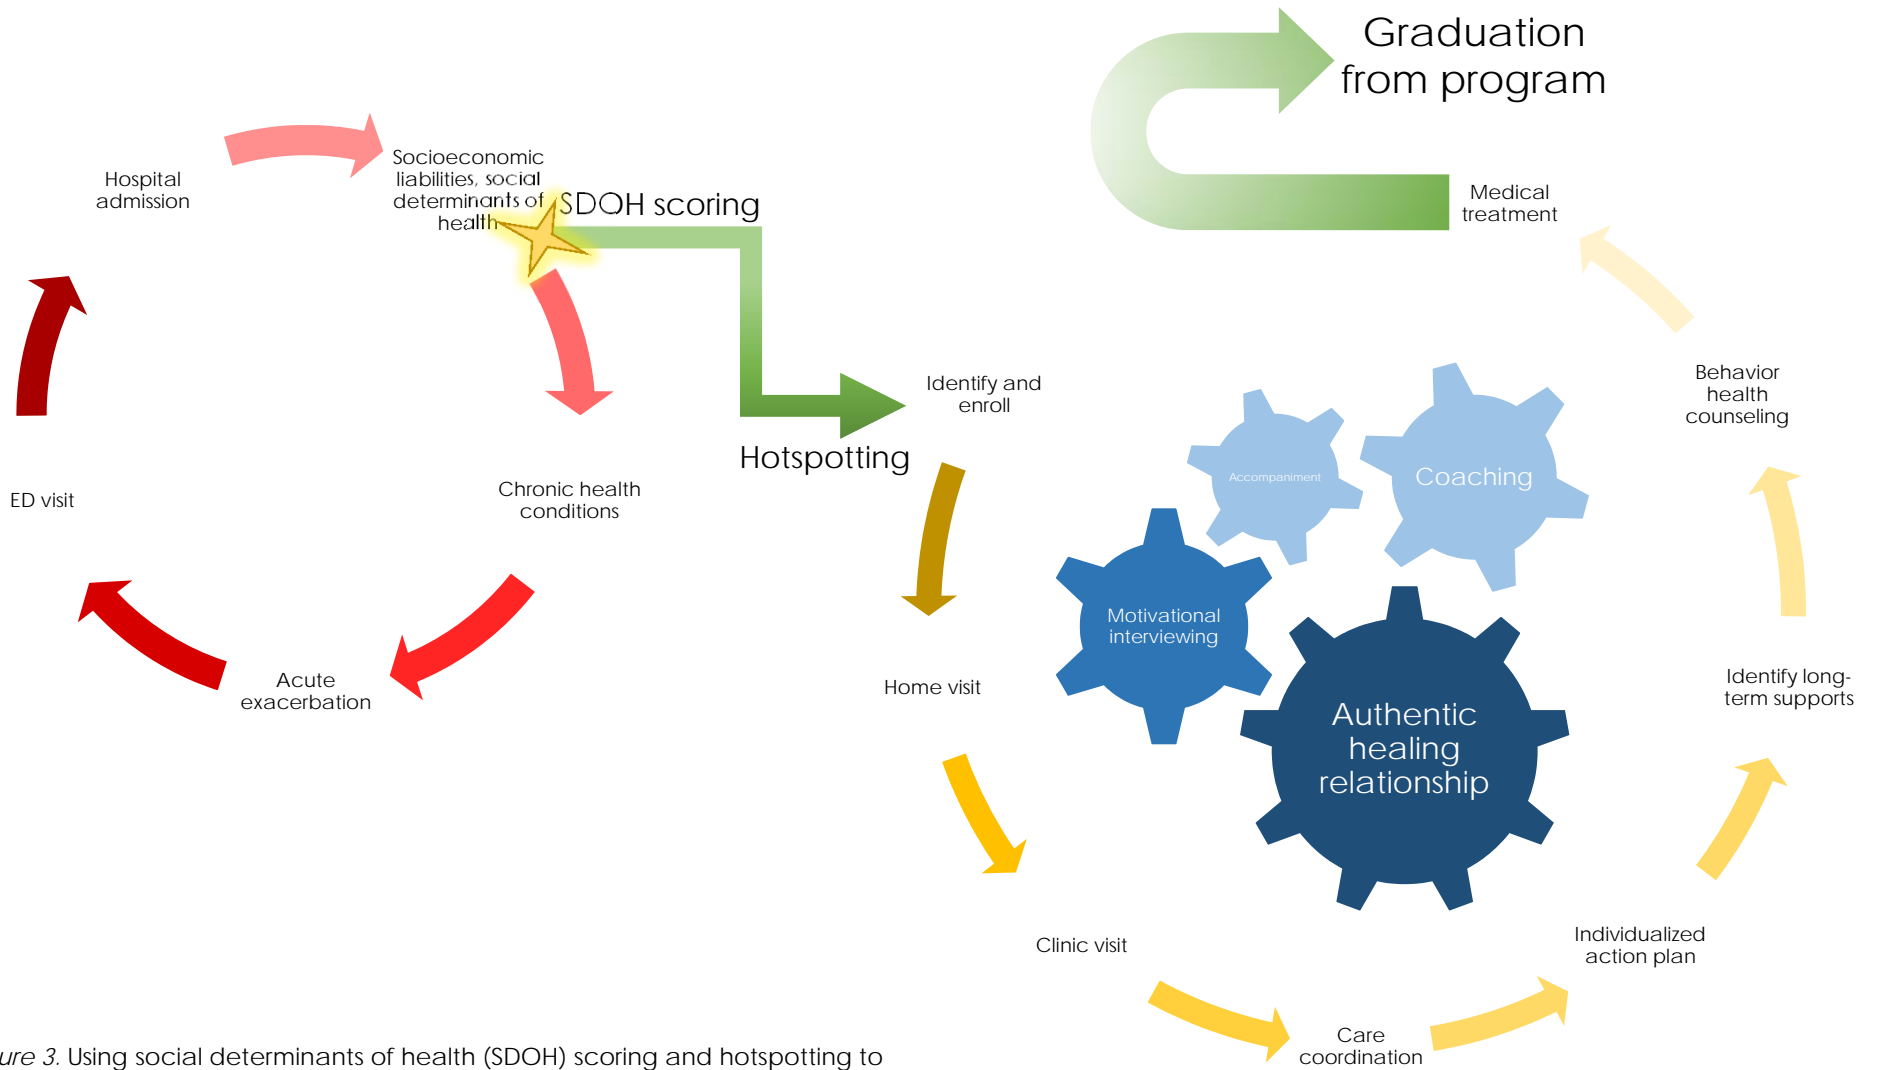 Graduation
from program
Hospital
admission
Socioeconomic
liabilities, social
determinants of
health
SDOH scoring
Medical
treatment
Identify and
enroll
Hotspotting
Behavior
health
counseling
Accompaniment
Coaching
ED visit
Chronic health
conditions
Motivational
interviewing
Acute
exacerbation
Home visit
Authentic
healing
relationship
Identify long-
term supports
Clinic visit
Individualized
action plan
Care
coordination
ure 3. Using social determinants of health (SDOH) scoring and hotspotting to